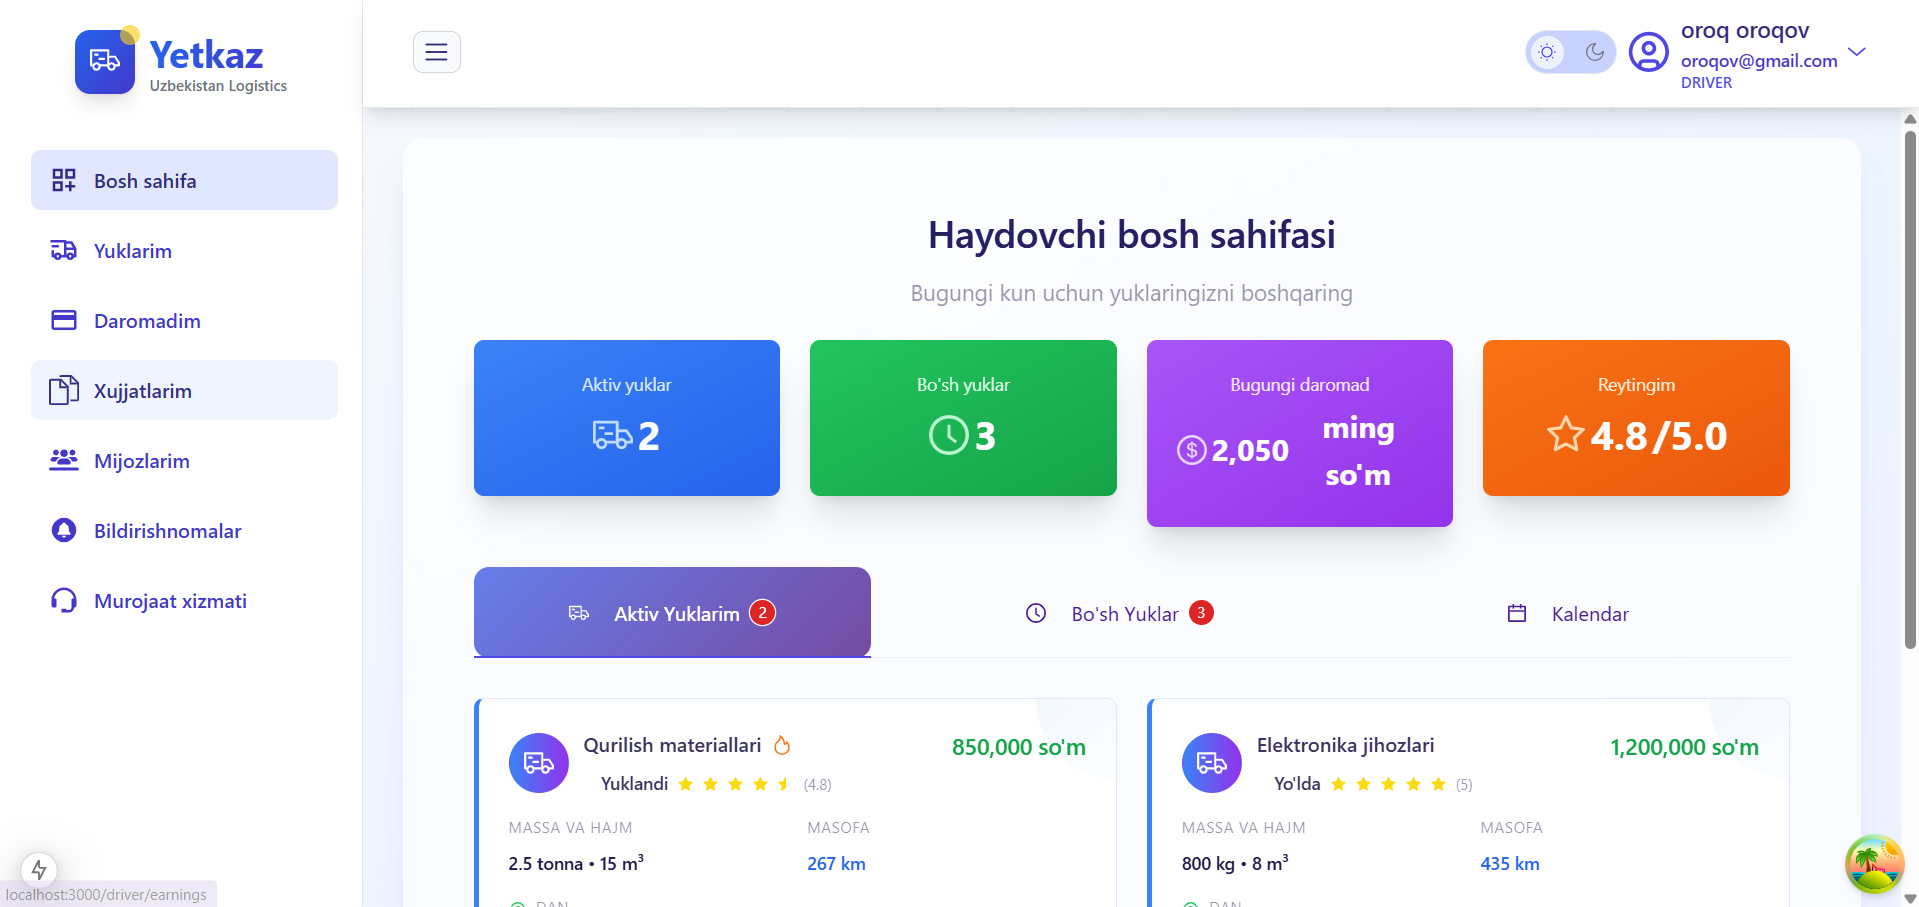 Yetkaz
Uzbekistan Logistics
oroq oroqov
oroqov@gmail.com
DRIVER
Bosh sahifa
Yuklarim
Daromadim
Xujjatlarim
Mijozlarim
Bildirishnomalar
Murojaat xizmati
Haydovchi bosh sahifasi
Bugungi kun uchun yuklaringizni boshqaring
Aktiv yuklar
2
Bo'sh yuklar
3
Bugungi daromad
$ 2,050 ming so'm
Reytingim
4.8/5.0
Aktiv Yuklarim 2
Bo'sh Yuklar 3
Kalendar
Qurilish materiallari
850,000 so'm
Yuklandi (4.8)
MASSA VA HAJM MASOFA
2.5 tonna • 15 m³ 267 km
DAN
Elektronika jihozlari
1,200,000 so'm
Yo'lda (5)
MASSA VA HAJM MASOFA
800 kg • 8 m³ 435 km
DAN
localhost:3000/driver/earnings